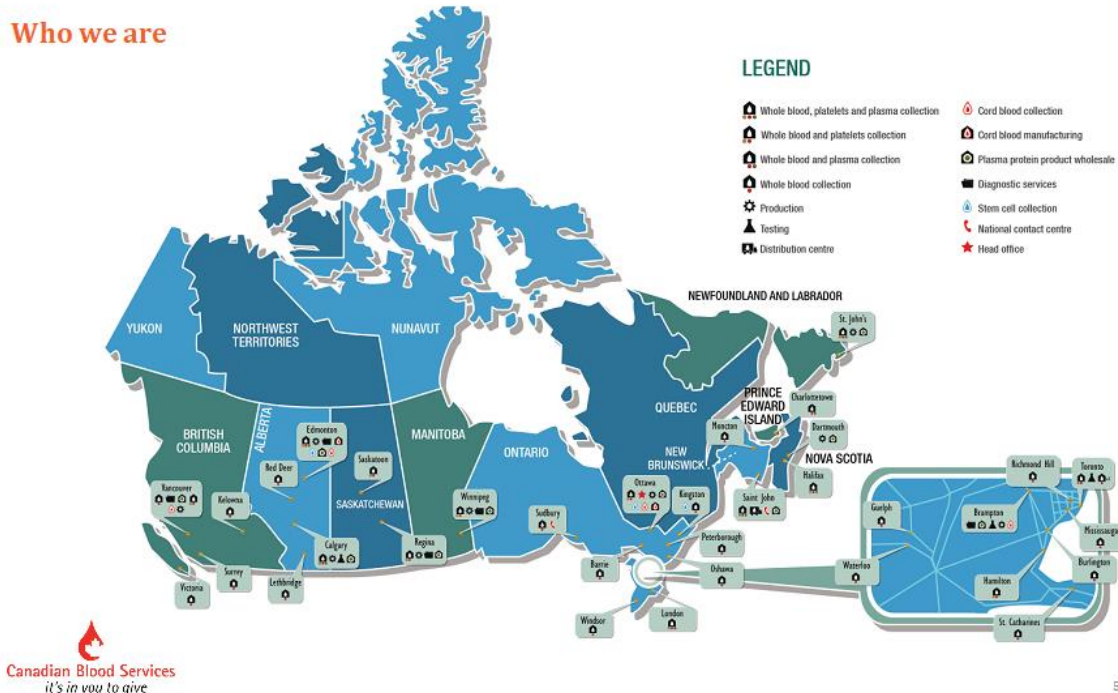 Who we are
LEGEND
Whole blood, platelets and plasma collection
Whole blood and platelets collection
Whole blood and plasma collection
Whole blood collection
Production
Testing
Distribution centre
Cord blood collection
Cord blood manufacturing
Plasma protein product wholesale
Diagnostic services
Stem cell collection
National contact centre
Head office
NEWFOUNDLAND AND LABRADOR
St. John's
YUKON
NORTHWEST
TERRITORIES
NUNAVUT
PRINCE
EDWARD
ISLAND
Charlottetown
QUEBEC
BRITISH
COLUMBIA
ALBERTA
Edmonton
MANITOBA
Moncton
Dartmouth
ONTARIO
NEW
BRUNSWICK
NOVA SCOTIA
Red Deer
Saskatoon
SASKATCHEWAN
Halifax
Richmond Hill
Toronto
Vancouver
Kelowna
Winnipeg
Ottawa
Kingston
Saint John
Sudbury
Guelph
Brampton
Mississauga
Calgary
Regina
Peterborough
Barrie
Oshawa
Waterloo
Burlington
Victoria
Surrey
Lethbridge
Hamilton
Windsor
London
St. Catharines
Canadian Blood Services
it's in you to give